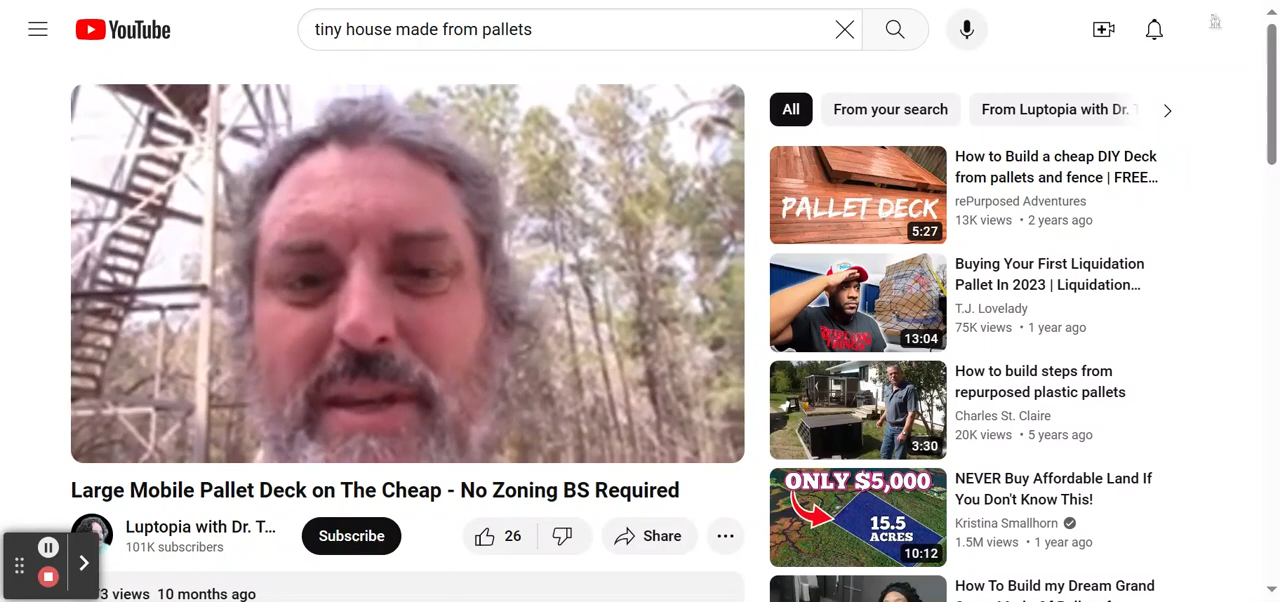 YouTube
tiny house made from pallets
All
From your search
From Luptopia with Dr.
PALLET DECK
5:27
How to Build a cheap DIY Deck
from pallets and fence | FREE...
rePurposed Adventures
13K views • 2 years ago
13:04
Buying Your First Liquidation
Pallet In 2023 | Liquidation...
T.J. Lovelady
75K views • 1 year ago
3:30
How to build steps from
repurposed plastic pallets
Charles St. Claire
20K views • 5 years ago
ONLY $5,000
15.5
ACRES
10:12
NEVER Buy Affordable Land If
You Don't Know This!
Kristina Smallhorn
1.5M views • 1 year ago
How To Build my Dream Grand
Large Mobile Pallet Deck on The Cheap - No Zoning BS Required
Luptopia with Dr. T...
101K subscribers
Subscribe
26
Share
3 views 10 months ago